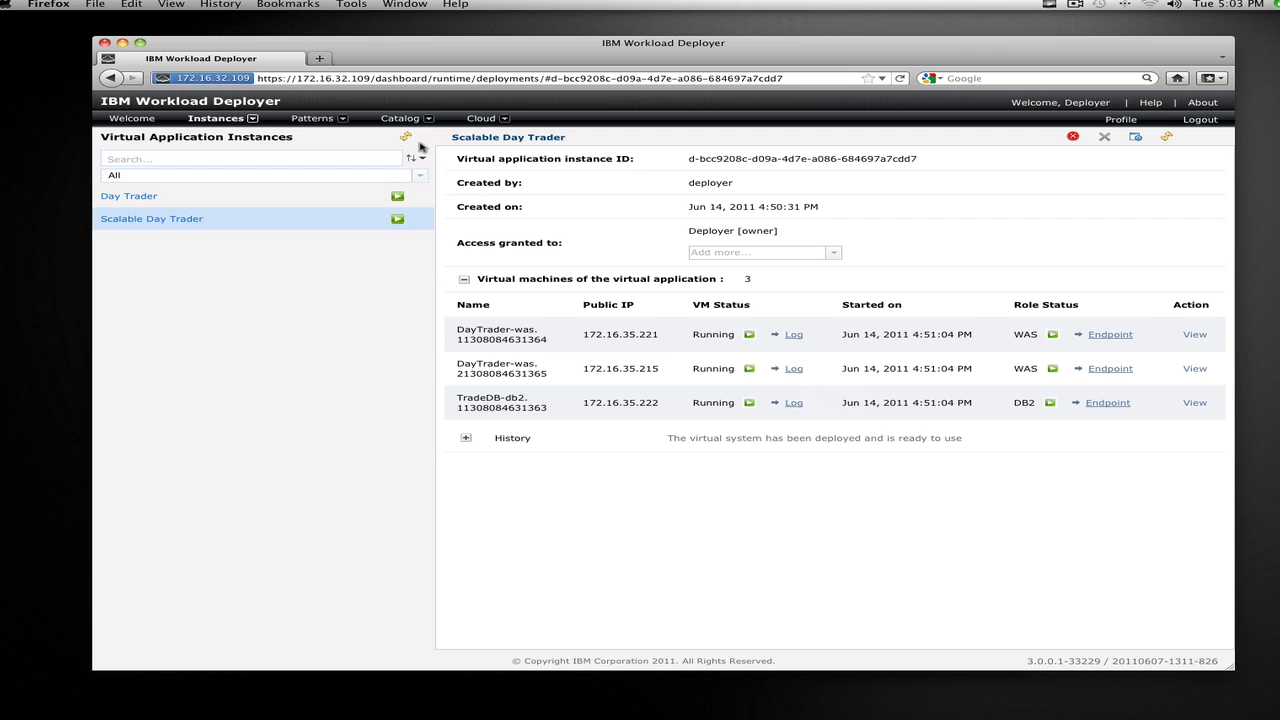 Firefox File Edit View History Bookmarks Tools Window Help Tue 5:03 PM
IBM Workload Deployer
IBM Workload Deployer
172.16.32.109 https://172.16.32.109/dashboard/runtime/deployments/#d-bcc9208c-d09a-4d7e-a086-684697a7cdd7 Google
IBM Workload Deployer Welcome, Deployer | Help | About
Welcome Instances Patterns Catalog Cloud Profile Logout
Virtual Application Instances
Search...
All
Day Trader
Scalable Day Trader
Scalable Day Trader
Virtual application instance ID: d-bcc9208c-d09a-4d7e-a086-684697a7cdd7
Created by: deployer
Created on: Jun 14, 2011 4:50:31 PM
Access granted to: Deployer [owner]
Add more...
Virtual machines of the virtual application : 3
Name Public IP VM Status Started on Role Status Action
DayTrader-was.
11308084631364 172.16.35.221 Running Log Jun 14, 2011 4:51:04 PM WAS Endpoint View
DayTrader-was.
21308084631365 172.16.35.215 Running Log Jun 14, 2011 4:51:04 PM WAS Endpoint View
TradeDB-db2.
11308084631363 172.16.35.222 Running Log Jun 14, 2011 4:51:04 PM DB2 Endpoint View
History The virtual system has been deployed and is ready to use
© Copyright IBM Corporation 2011. All Rights Reserved. 3.0.0.1-33229 / 20110607-1311-826